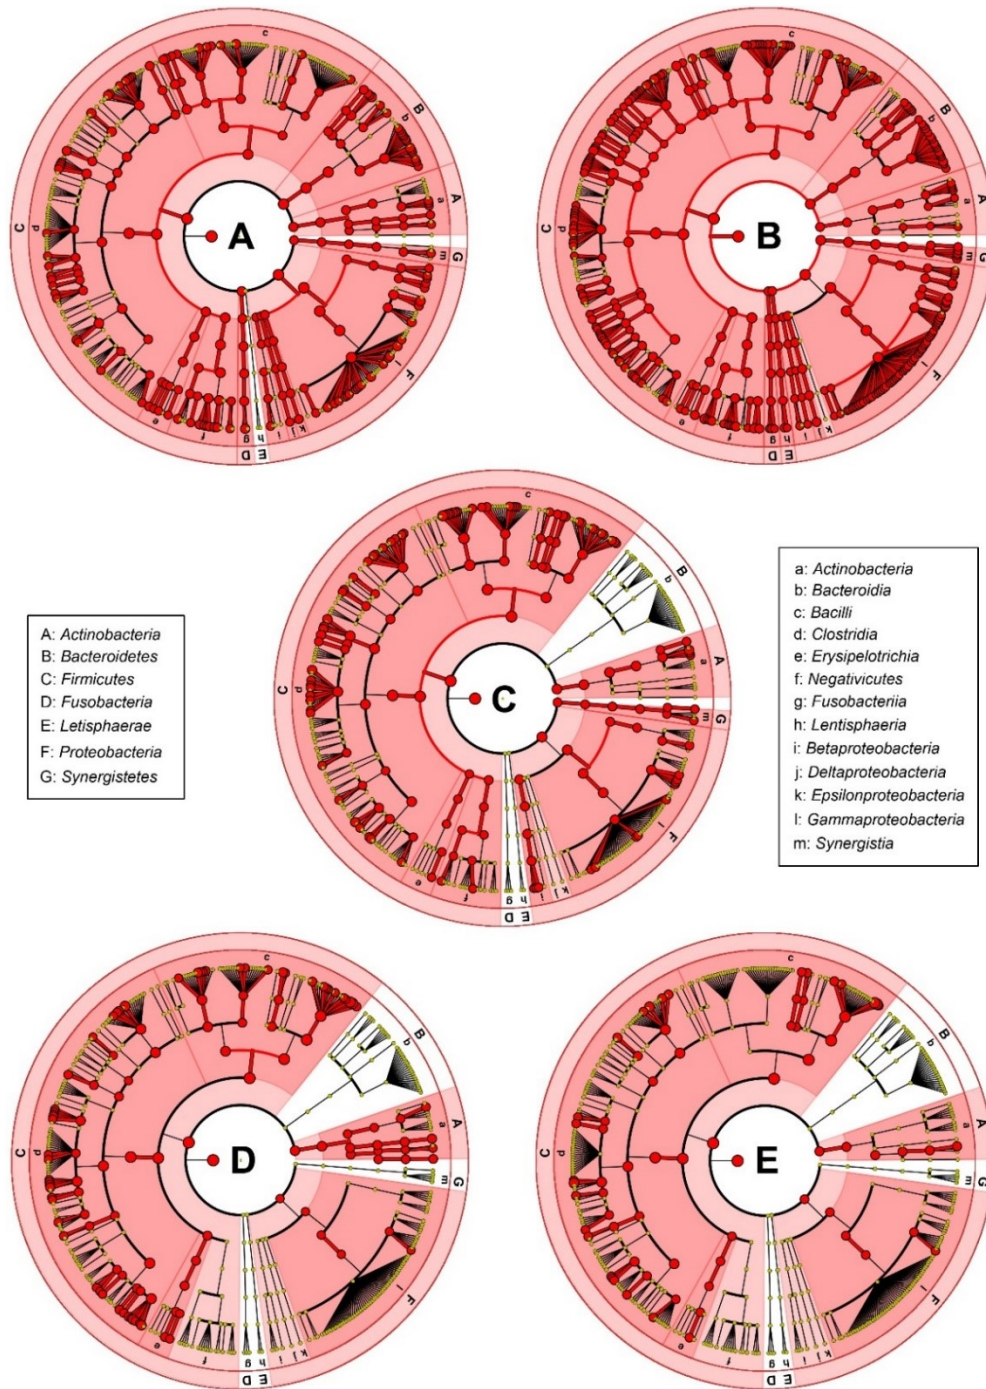 c
B
b
A
a
G
m
C
d
A
F
l
e
f
g
h
i
j
k
D
E
c
B
b
A
a
G
m
C
d
B
F
l
e
f
g
h
i
j
k
D
E
c
B
b
A
a
G
m
C
d
C
F
l
e
f
g
h
i
j
k
D
E
A: Actinobacteria
B: Bacteroidetes
C: Firmicutes
D: Fusobacteria
E: Letisphaerae
F: Proteobacteria
G: Synergistetes
a: Actinobacteria
b: Bacteroidia
c: Bacilli
d: Clostridia
e: Erysipelotrichia
f: Negativicutes
g: Fusobacteriia
h: Lentisphaeria
i: Betaproteobacteria
j: Deltaproteobacteria
k: Epsilonproteobacteria
l: Gammaproteobacteria
m: Synergistia
c
B
b
A
a
G
m
C
d
D
F
l
e
f
g
h
i
j
k
D
E
c
B
b
A
a
G
m
C
d
E
F
l
e
f
g
h
i
j
k
D
E